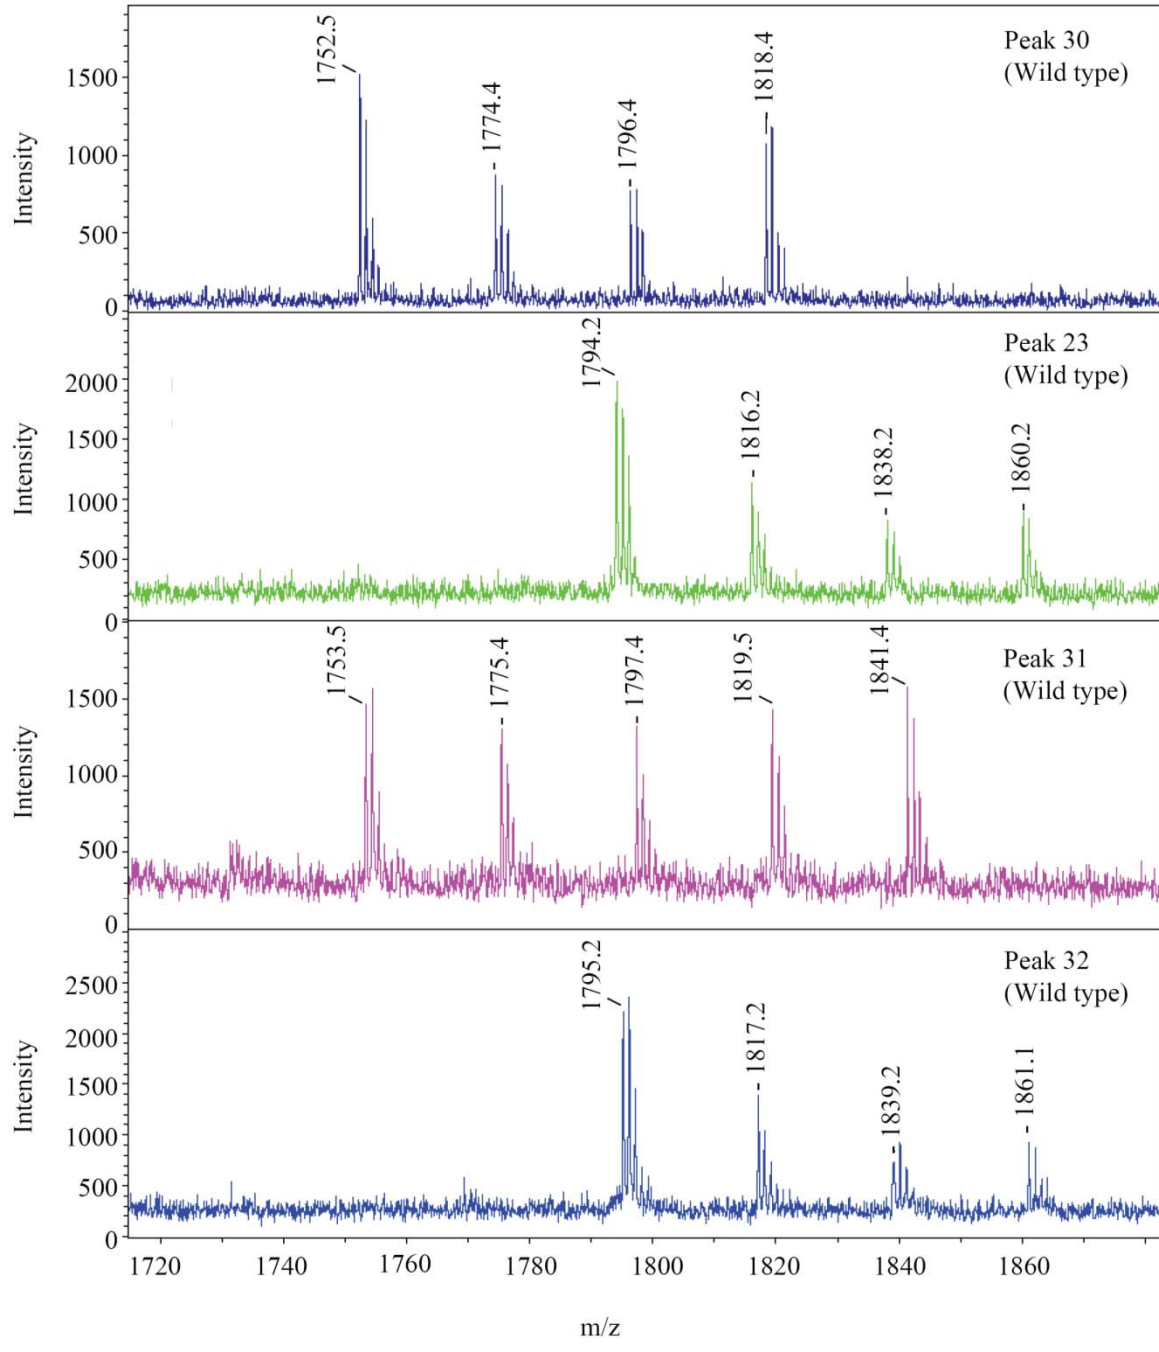 Peak 30
(Wild type)
1752.5
1774.4
1796.4
1818.4
Intensity
1500
1000
500
0
Peak 23
(Wild type)
1794.2
1816.2
1838.2
1860.2
Intensity
2000
1500
1000
500
0
Peak 31
(Wild type)
1753.5
1775.4
1797.4
1819.5
1841.4
Intensity
1500
1000
500
0
Peak 32
(Wild type)
1795.2
1817.2
1839.2
1861.1
Intensity
2500
2000
1500
1000
500
0
1720 1740 1760 1780 1800 1820 1840 1860
m/z